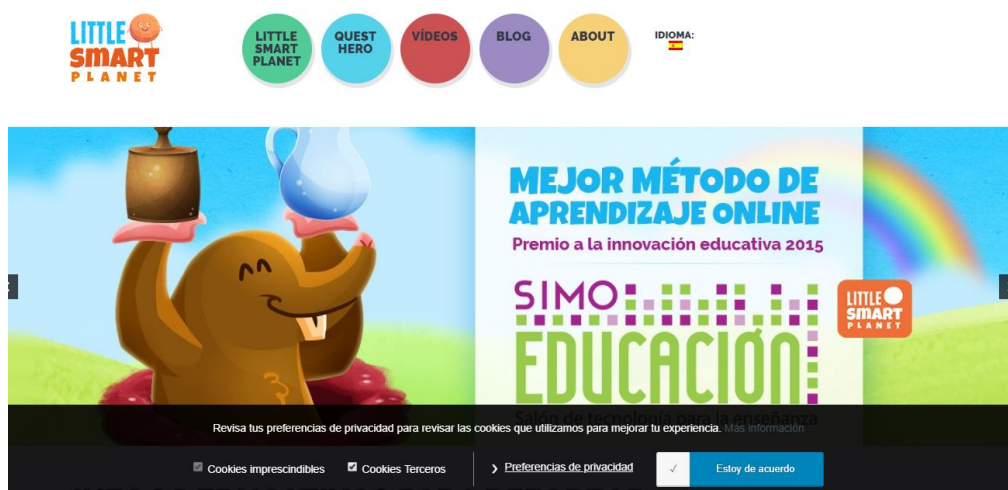 LITTLE
SMART
PLANET
LITTLE
SMART
PLANET
QUEST
HERO
VÍDEOS
BLOG
ABOUT
IDIOMA:
MEJOR MÉTODO DE
APRENDIZAJE ONLINE
Premio a la innovación educativa 2015
SIMO
EDUCACIÓN
LITTLE
SMART
PLANET
Salón de tecnología para la enseñanza
Revisa tus preferencias de privacidad para revisar las cookies que utilizamos para mejorar tu experiencia. Más información
Cookies imprescindibles Cookies Terceros Preferencias de privacidad Estoy de acuerdo